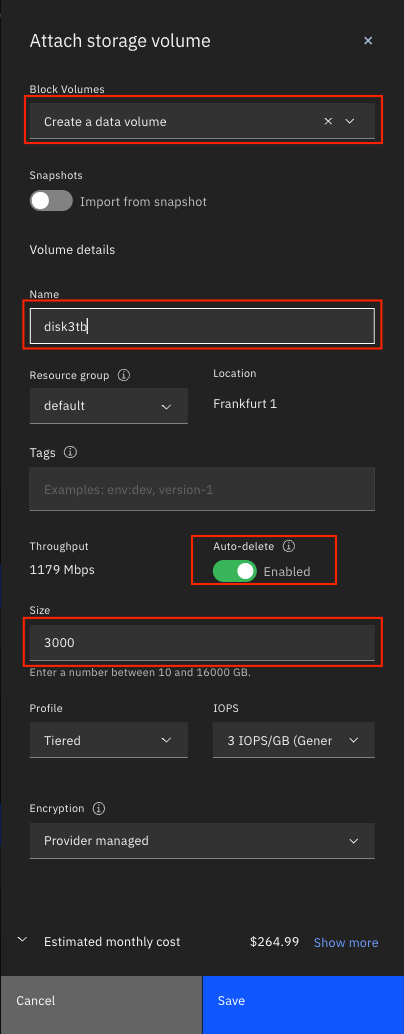 Attach storage volume
Block Volumes
Create a data volume
Snapshots
Import from snapshot
Volume details
Name
disk3tb
Resource group
Location
default
Frankfurt 1
Tags
Examples: env:dev, version-1
Throughput
Auto-delete
1179 Mbps
Enabled
Size
3000
Enter a number between 10 and 16000 GB.
Profile
IOPS
Tiered
3 IOPS/GB (Gener
Encryption
Provider managed
Estimated monthly cost
$264.99
Show more
Cancel
Save